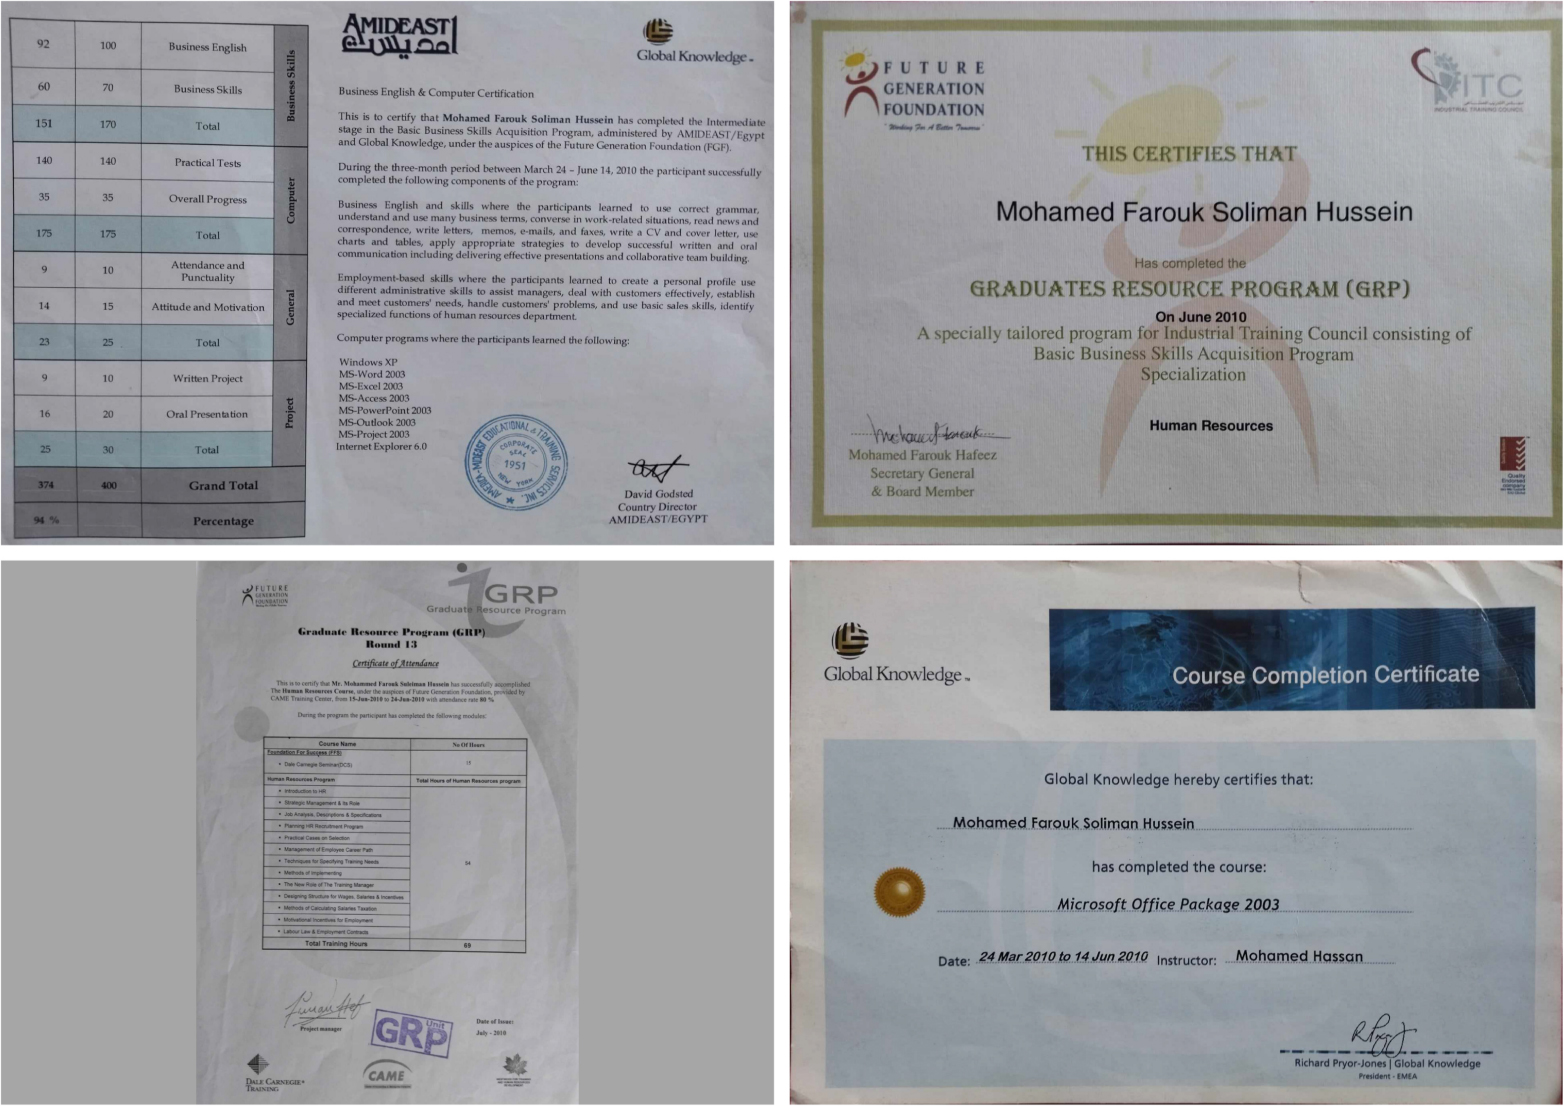 92 100 Business English
60 70 Business Skills
151 170 Total
Business Skills
140 140 Practical Tests
35 35 Overall Progress
175 175 Total
Computer
9 10 Attendance and
Punctuality
14 15 Attitude and Motivation
23 25 Total
General
9 10 Written Project
16 20 Oral Presentation
25 30 Total
Project
374 400 Grand Total
94 % Percentage
AMIDEAST
امديست
Global Knowledge™
Business English & Computer Certification
This is to certify that Mohamed Farouk Soliman Hussein has completed the Intermediate
stage in the Basic Business Skills Acquisition Program, administered by AMIDEAST/Egypt
and Global Knowledge, under the auspices of the Future Generation Foundation (FGF).
During the three-month period between March 24 – June 14, 2010 the participant successfully
completed the following components of the program:
Business English and skills where the participants learned to use correct grammar,
understand and use many business terms, converse in work-related situations, read news and
correspondence, write letters, memos, e-mails, and faxes, write a CV and cover letter, use
charts and tables, apply appropriate strategies to develop successful written and oral
communication including delivering effective presentations and collaborative team building.
Employment-based skills where the participants learned to create a personal profile use
different administrative skills to assist managers, deal with customers effectively, establish
and meet customers' needs, handle customers' problems, and use basic sales skills, identify
specialized functions of human resources department.
Computer programs where the participants learned the following:
Windows XP
MS-Word 2003
MS-Excel 2003
MS-Access 2003
MS-PowerPoint 2003
MS-Outlook 2003
MS-Project 2003
Internet Explorer 6.0
AMERICA-MIDEAST EDUCATIONAL & TRAINING SERVICES INC.
CORPORATE
SEAL
1951
NEW YORK
David Godsted
Country Director
AMIDEAST/EGYPT
FUTURE
GENERATION
FOUNDATION
"Working For A Better Tomorrow"
ITC
INDUSTRIAL TRAINING COUNCIL
THIS CERTIFIES THAT
Mohamed Farouk Soliman Hussein
Has completed the
GRADUATES RESOURCE PROGRAM (GRP)
On June 2010
A specially tailored program for Industrial Training Council consisting of
Basic Business Skills Acquisition Program
Specialization
Human Resources
Mohamed Farouk Hafeez
Secretary General
& Board Member
Quality
Endorsed
company
FUTURE
GENERATION
FOUNDATION
iGRP
Graduate Resource Program
Graduate Resource Program (GRP)
Round 13
Certificate of Attendance
This is to certify that Mr. Mohammed Farouk Suleiman Hussein has successfully accomplished
The Human Resources Course, under the auspices of Future Generation Foundation, provided by
CAME Training Center, from 15-Jun-2010 to 24-Jun-2010 with attendance rate 80 %
During the program the participant has completed the following modules:
Course Name No Of Hours
Foundation For Success (FFS)
• Dale Carnegie Seminar(DCS)
Human Resources Program Total Hours of Human Resources program
• Introduction to HR
• Strategic Management & Its Role
• Job Analysis, Descriptions & Specifications
• Planning HR Recruitment Program
• Practical Cases on Selection
• Management of Employee Career Path
• Techniques for Specifying Training Needs 54
• Methods of Implementing
• The New Role of The Training Manager
• Designing Structure for Wages, Salaries & Incentives
• Methods of Calculating Salaries Taxation
• Motivational Incentives for Employment
• Labour Law & Employment Contracts
Total Training Hours 69
Project manager
GRP Unit
Date of Issue:
July - 2010
DALE CARNEGIE®
TRAINING
CAME
Global Knowledge™
Course Completion Certificate
Global Knowledge hereby certifies that:
Mohamed Farouk Soliman Hussein
has completed the course:
Microsoft Office Package 2003
Date: 24 Mar 2010 to 14 Jun 2010 Instructor: Mohamed Hassan
Richard Pryor-Jones | Global Knowledge
President - EMEA